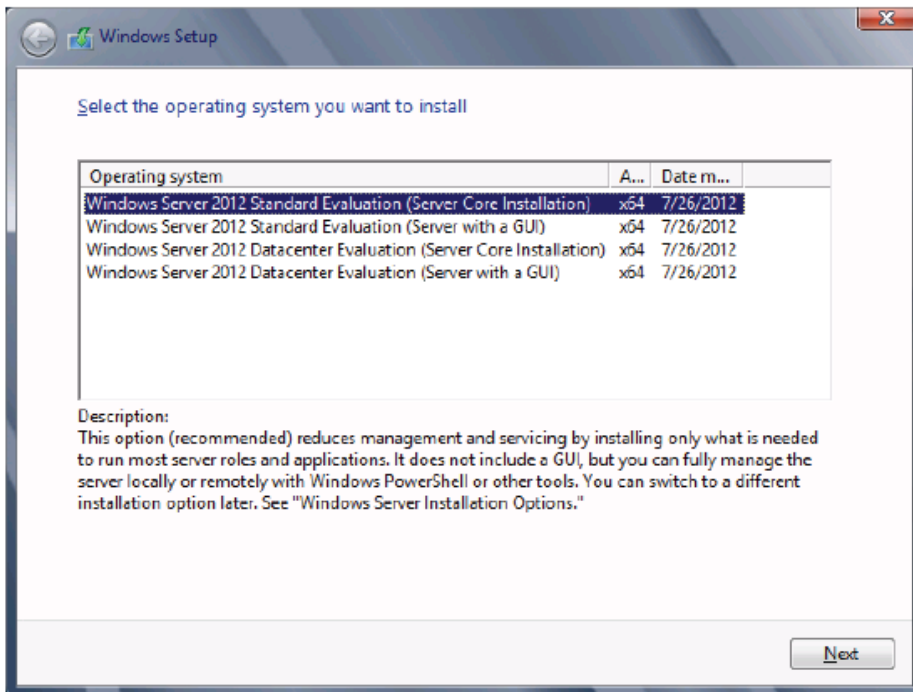 Windows Setup
Select the operating system you want to install
Operating system A... Date m...
Windows Server 2012 Standard Evaluation (Server Core Installation) x64 7/26/2012
Windows Server 2012 Standard Evaluation (Server with a GUI) x64 7/26/2012
Windows Server 2012 Datacenter Evaluation (Server Core Installation) x64 7/26/2012
Windows Server 2012 Datacenter Evaluation (Server with a GUI) x64 7/26/2012
Description:
This option (recommended) reduces management and servicing by installing only what is needed
to run most server roles and applications. It does not include a GUI, but you can fully manage the
server locally or remotely with Windows PowerShell or other tools. You can switch to a different
installation option later. See "Windows Server Installation Options."
Next